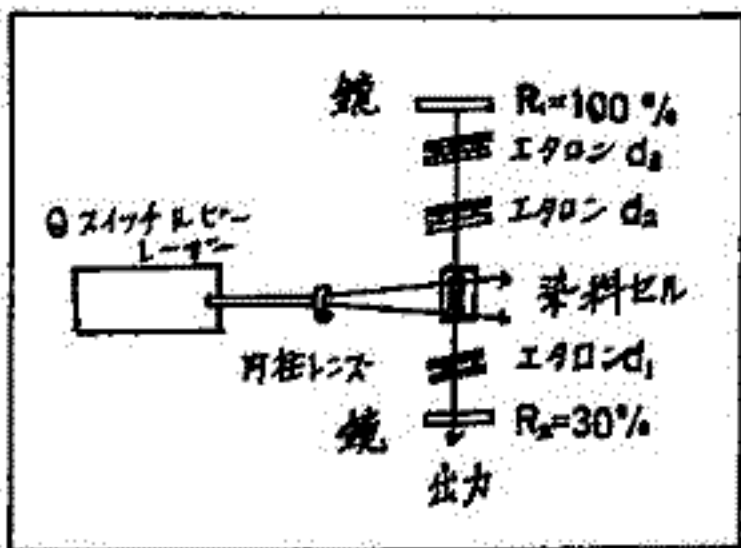 鏡 R₁=100%
エタロン d₃
エタロン d₂
Qスイッチルビー
レーザー
染料セル
円柱レンズ
エタロン d₁
鏡 R₂=30%
出力